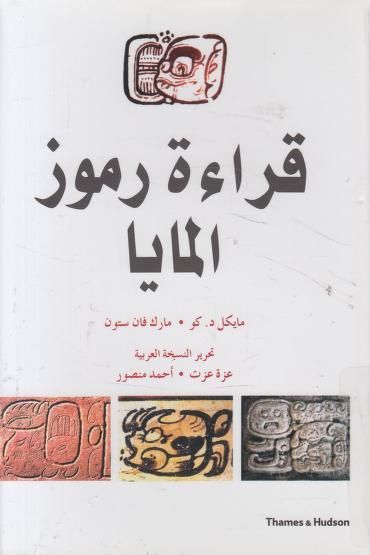 قراءة رموز
المايا
مايكل د. كو • مارك فان ستون
تحرير النسخة العربية
عزة عزت • أحمد منصور
Thames & Hudson